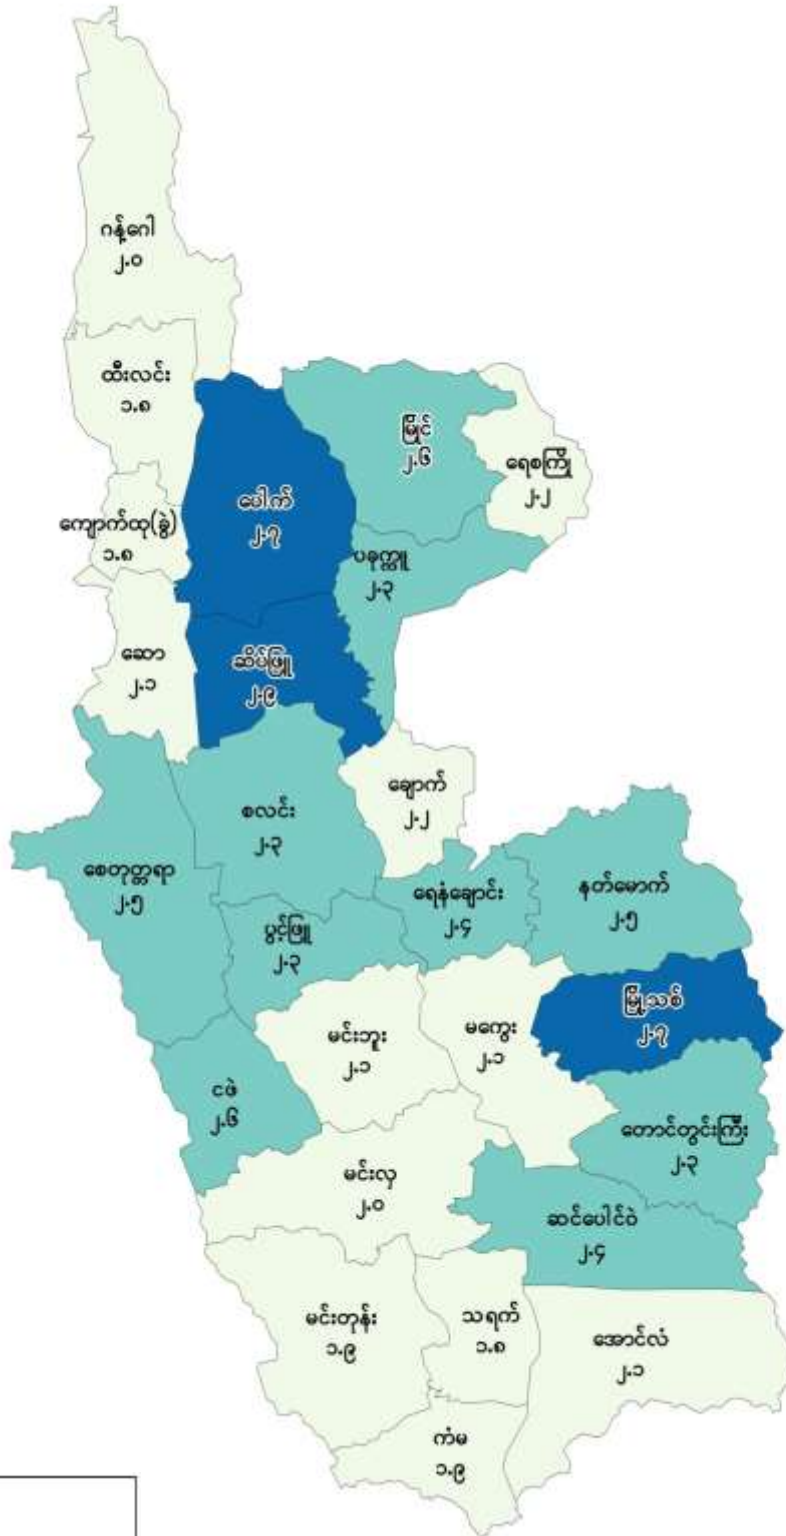 ဂန့်ဂေါ
၂.၀
ထီးလင်း
၁.၈
မြိုင်
၂.၆
ရေစကြို
၂.၂
ပေါက်
၂.၇
ကျောက်ထု(ခွဲ)
၁.၈
ပခုက္ကူ
၂.၃
ဆော
၂.၁
ဆိပ်ဖြူ
၂.၉
ချောက်
၂.၂
စလင်း
၂.၃
စေတုတ္တရာ
၂.၅
ရေနံချောင်း
၂.၄
နတ်မောက်
၂.၅
ပွင့်ဖြူ
၂.၃
မြို့သစ်
၂.၇
မင်းဘူး
၂.၁
မကွေး
၂.၁
ငဖဲ
၂.၆
တောင်တွင်းကြီး
၂.၃
မင်းလှ
၂.၀
ဆင်ပေါင်ဝဲ
၂.၄
မင်းတုန်း
၁.၉
သရက်
၁.၈
အောင်လံ
၂.၁
ကံမ
၁.၉